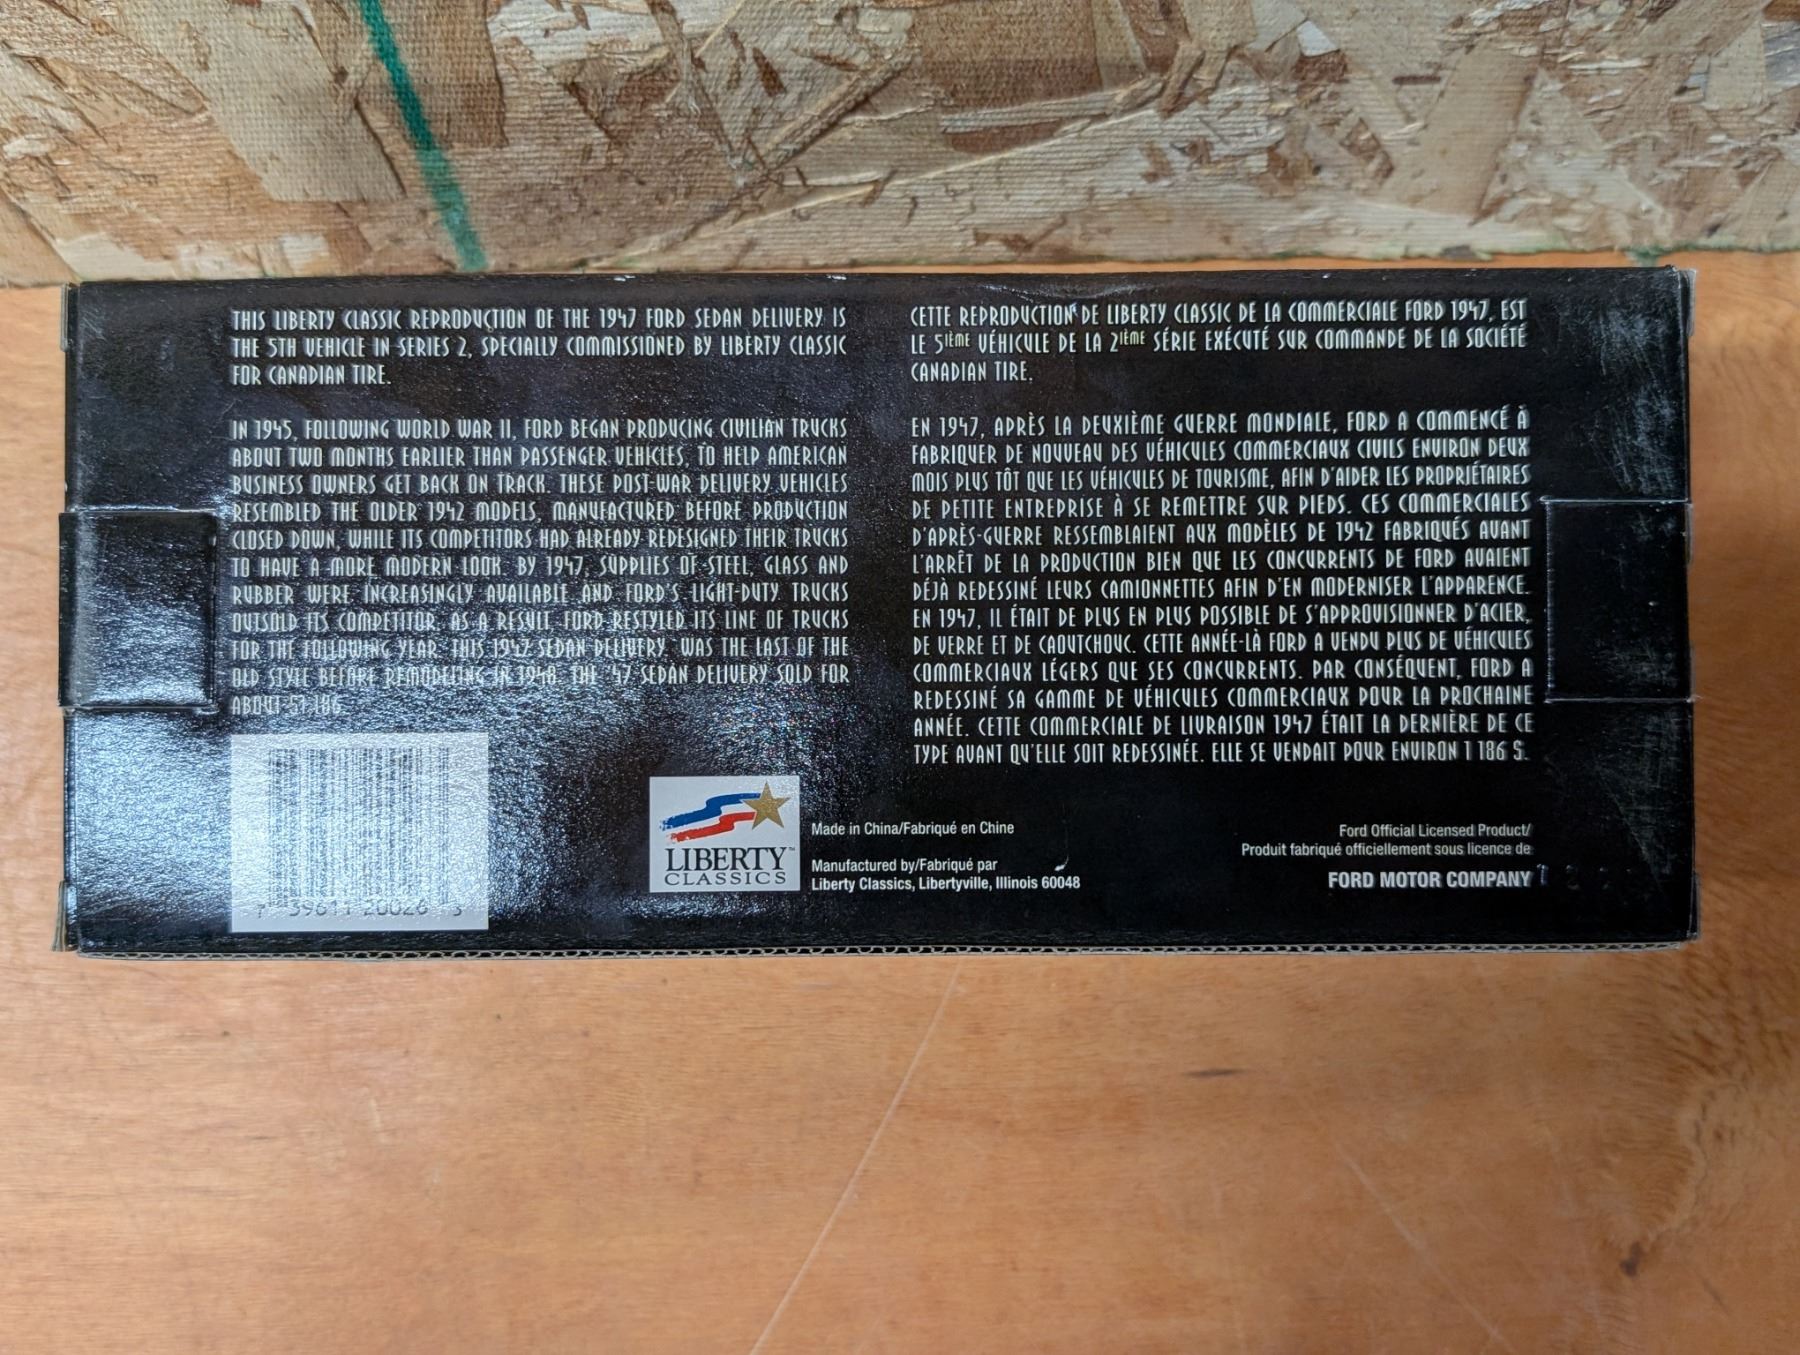 THIS LIBERTY CLASSIC REPRODUCTION OF THE 1947 FORD SEDAN DELIVERY IS
THE 5TH VEHICLE IN SERIES 2, SPECIALLY COMMISSIONED BY LIBERTY CLASSIC
FOR CANADIAN TIRE.
IN 1945, FOLLOWING WORLD WAR II, FORD BEGAN PRODUCING CIVILIAN TRUCKS
ABOUT TWO MONTHS EARLIER THAN PASSENGER VEHICLES, TO HELP AMERICAN
BUSINESS OWNERS GET BACK ON TRACK. THESE POST-WAR DELIVERY VEHICLES
RESEMBLED THE OLDER 1942 MODELS, MANUFACTURED BEFORE PRODUCTION
CLOSED DOWN, WHILE ITS COMPETITORS HAD ALREADY REDESIGNED THEIR TRUCKS
TO HAVE A MORE MODERN LOOK. BY 1947, SUPPLIES OF STEEL, GLASS AND
RUBBER WERE INCREASINGLY AVAILABLE AND FORD'S LIGHT-DUTY TRUCKS
OUTSOLD ITS COMPETITOR. AS A RESULT, FORD RESTYLED ITS LINE OF TRUCKS
FOR THE FOLLOWING YEAR. THIS 1947 SEDAN DELIVERY, WAS THE LAST OF THE
OLD STYLE BEFORE REMODELING IN 1948. THE '47 SEDAN DELIVERY SOLD FOR
ABOUT $1,186.
CETTE REPRODUCTION DE LIBERTY CLASSIC DE LA COMMERCIALE FORD 1947, EST
LE 5IÈME VÉHICULE DE LA 2IÈME SÉRIE EXÉCUTÉ SUR COMMANDE DE LA SOCIÉTÉ
CANADIAN TIRE.
EN 1947, APRÈS LA DEUXIÈME GUERRE MONDIALE, FORD A COMMENCÉ À
FABRIQUER DE NOUVEAU DES VÉHICULES COMMERCIAUX CIVILS ENVIRON DEUX
MOIS PLUS TÔT QUE LES VÉHICULES DE TOURISME, AFIN D'AIDER LES PROPRIÉTAIRES
DE PETITE ENTREPRISE À SE REMETTRE SUR PIEDS. CES COMMERCIALES
D'APRÈS-GUERRE RESSEMBLAIENT AUX MODÈLES DE 1942 FABRIQUÉS AVANT
L'ARRÊT DE LA PRODUCTION BIEN QUE LES CONCURRENTS DE FORD AVAIENT
DÉJÀ REDESSINÉ LEURS CAMIONNETTES AFIN D'EN MODERNISER L'APPARENCE.
EN 1947, IL ÉTAIT DE PLUS EN PLUS POSSIBLE DE S'APPROVISIONNER D'ACIER,
DE VERRE ET DE CAOUTCHOUC. CETTE ANNÉE-LÀ FORD A VENDU PLUS DE VÉHICULES
COMMERCIAUX LÉGERS QUE SES CONCURRENTS. PAR CONSÉQUENT, FORD A
REDESSINÉ SA GAMME DE VÉHICULES COMMERCIAUX POUR LA PROCHAINE
ANNÉE. CETTE COMMERCIALE DE LIVRAISON 1947 ÉTAIT LA DERNIÈRE DE CE
TYPE AVANT QU'ELLE SOIT REDESSINÉE. ELLE SE VENDAIT POUR ENVIRON 1 186 $.
LIBERTY™
CLASSICS
Made in China/Fabriqué en Chine
Manufactured by/Fabriqué par
Liberty Classics, Libertyville, Illinois 60048
Ford Official Licensed Product/
Produit fabriqué officiellement sous licence de
FORD MOTOR COMPANY